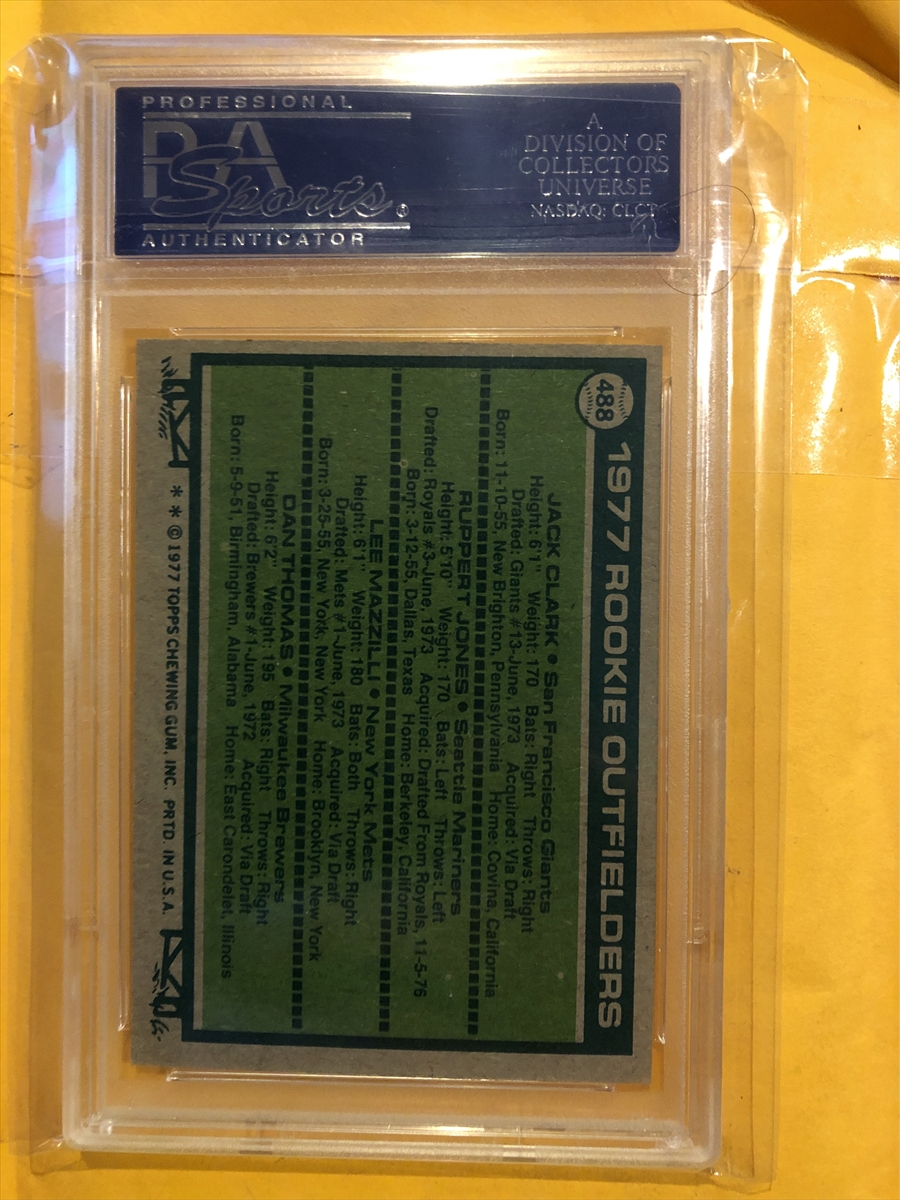 PROFESSIONAL
PSA
Sports®
AUTHENTICATOR
A
DIVISION OF
COLLECTORS
UNIVERSE
NASDAQ: CLCT
488
1977 ROOKIE OUTFIELDERS
JACK CLARK • San Francisco Giants
Height: 6'1" Weight: 170 Bats: Right Throws: Right
Drafted: Giants #13-June, 1973 Acquired: Via Draft
Born: 11-10-55, New Brighton, Pennsylvania Home: Covina, California
RUPPERT JONES • Seattle Mariners
Height: 5'10" Weight: 170 Bats: Left Throws: Left
Drafted: Royals #3-June, 1973 Acquired: Drafted From Royals, 11-5-76
Born: 3-12-55, Dallas, Texas Home: Berkeley, California
LEE MAZZILLI • New York Mets
Height: 6'1" Weight: 180 Bats: Both Throws: Right
Drafted: Mets #1-June, 1973 Acquired: Via Draft
Born: 3-25-55, New York, New York Home: Brooklyn, New York
DAN THOMAS • Milwaukee Brewers
Height: 6'2" Weight: 195 Bats: Right Throws: Right
Drafted: Brewers #1-June, 1972 Acquired: Via Draft
Born: 5-9-51, Birmingham, Alabama Home: East Carondelet, Illinois
* * © 1977 TOPPS CHEWING GUM, INC. PRTD. IN U.S.A.